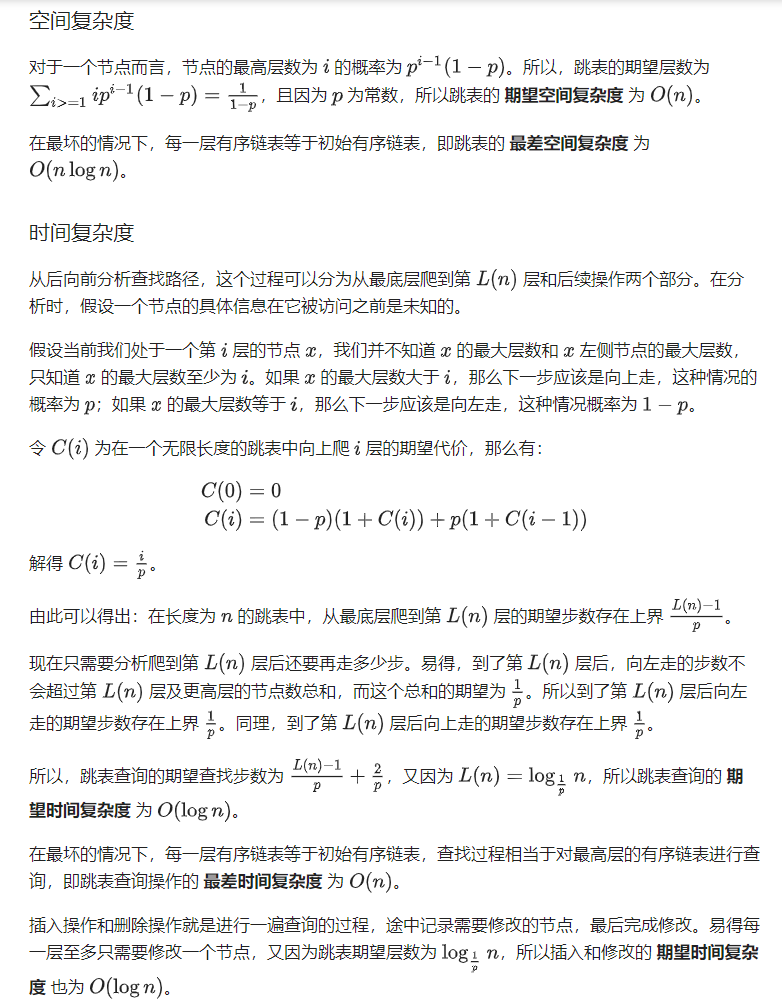 空间复杂度
对于一个节点而言，节点的最高层数为 i 的概率为 p^{i-1}(1 − p)。所以，跳表的期望层数为
∑_{i>=1} ip^{i-1}(1 − p) = \frac{1}{1-p}，且因为 p 为常数，所以跳表的 期望空间复杂度 为 O(n)。
在最坏的情况下，每一层有序链表等于初始有序链表，即跳表的 最差空间复杂度 为
O(n log n)。
时间复杂度
从后向前分析查找路径，这个过程可以分为从最底层爬到第 L(n) 层和后续操作两个部分。在分
析时，假设一个节点的具体信息在它被访问之前是未知的。
假设当前我们处于一个第 i 层的节点 x，我们并不知道 x 的最大层数和 x 左侧节点的最大层数，
只知道 x 的最大层数至少为 i。如果 x 的最大层数大于 i，那么下一步应该是向上走，这种情况的
概率为 p；如果 x 的最大层数等于 i，那么下一步应该是向左走，这种情况概率为 1 − p。
令 C(i) 为在一个无限长度的跳表中向上爬 i 层的期望代价，那么有：
C(0) = 0
C(i) = (1 − p)(1 + C(i)) + p(1 + C(i − 1))
解得 C(i) = \frac{i}{p}。
由此可以得出：在长度为 n 的跳表中，从最底层爬到第 L(n) 层的期望步数存在上界 \frac{L(n)-1}{p}。
现在只需要分析爬到第 L(n) 层后还要再走多少步。易得，到了第 L(n) 层后，向左走的步数不
会超过第 L(n) 层及更高层的节点数总和，而这个总和的期望为 \frac{1}{p}。所以到了第 L(n) 层后向左
走的期望步数存在上界 \frac{1}{p}。同理，到了第 L(n) 层后向上走的期望步数存在上界 \frac{1}{p}。
所以，跳表查询的期望查找步数为 \frac{L(n)-1}{p} + \frac{2}{p}，又因为 L(n) = log_{\frac{1}{p}} n，所以跳表查询的 期
望时间复杂度 为 O(log n)。
在最坏的情况下，每一层有序链表等于初始有序链表，查找过程相当于对最高层的有序链表进行查
询，即跳表查询操作的 最差时间复杂度 为 O(n)。
插入操作和删除操作就是进行一遍查询的过程，途中记录需要修改的节点，最后完成修改。易得每
一层至多只需要修改一个节点，又因为跳表期望层数为 log_{\frac{1}{p}} n，所以插入和修改的 期望时间复杂
度 也为 O(log n)。